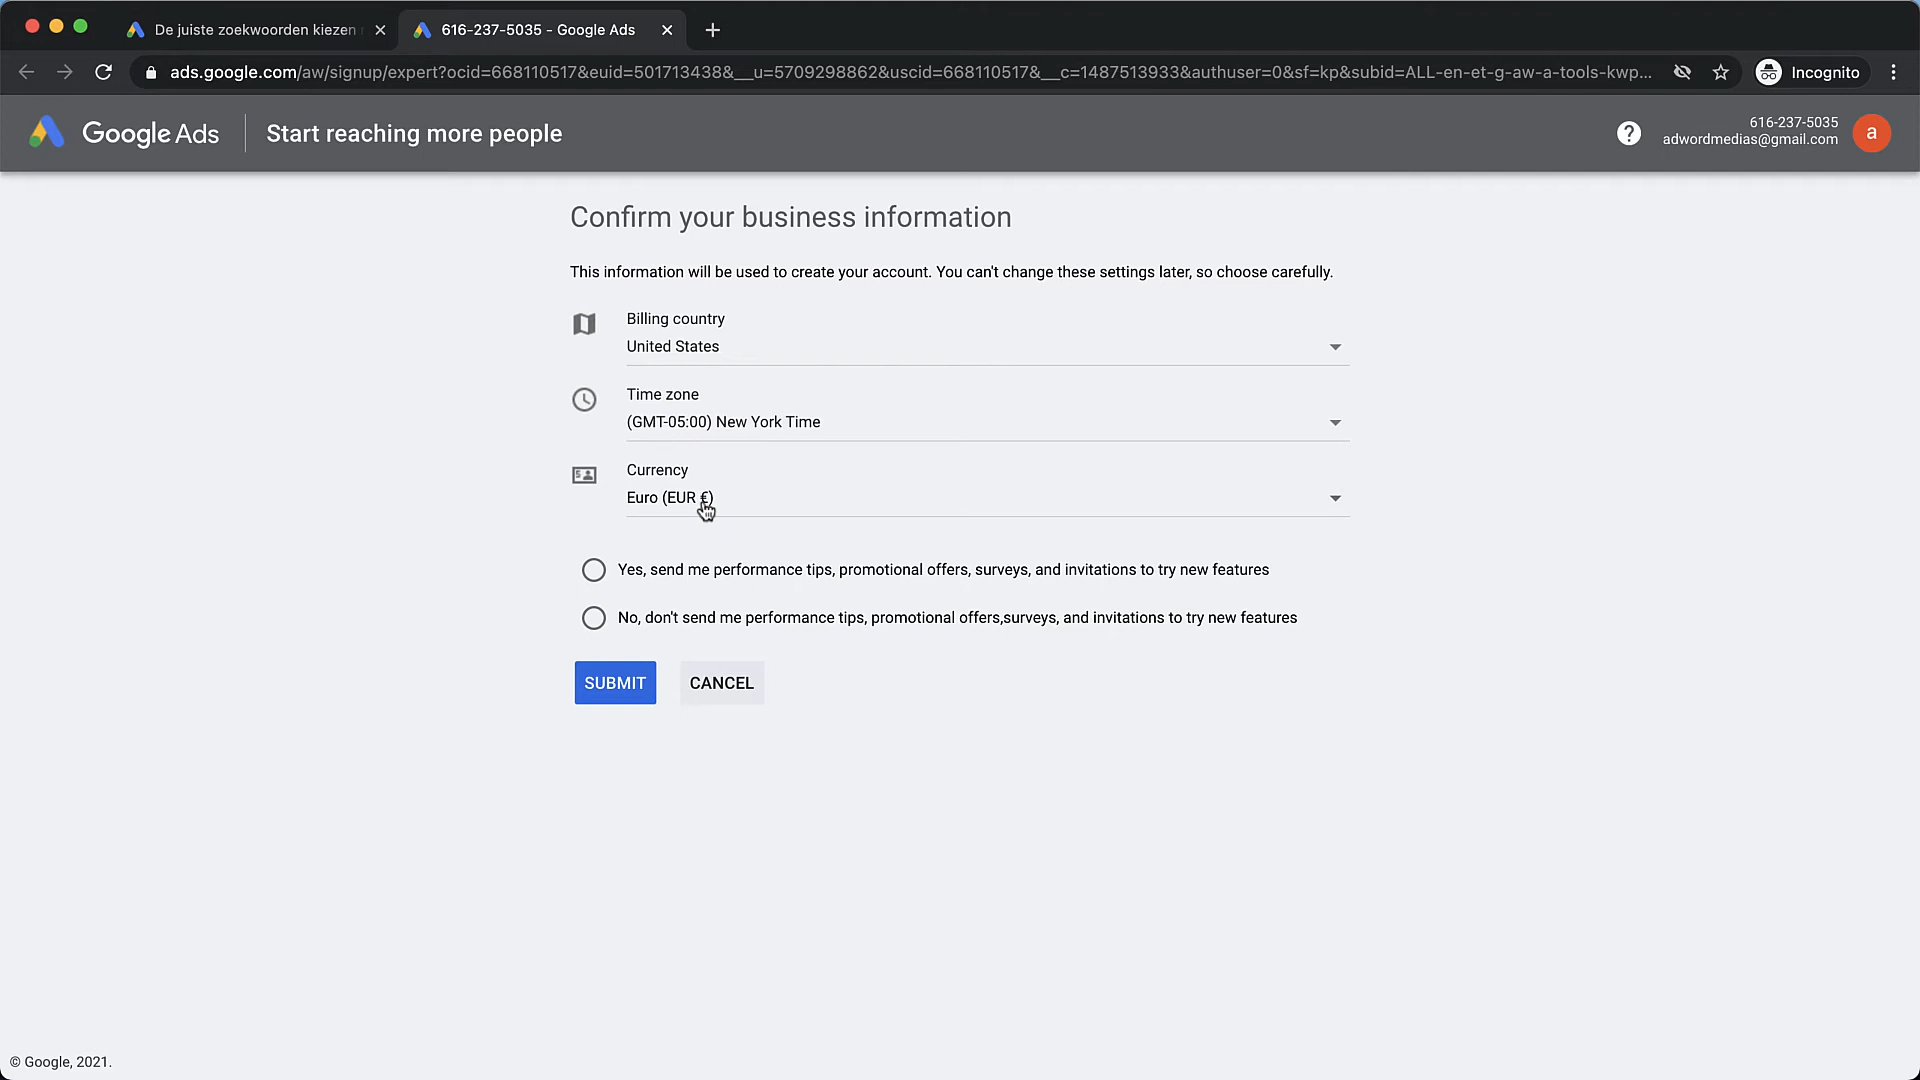 De juiste zoekwoorden kiezen
616-237-5035 - Google Ads
ads.google.com/aw/signup/expert?ocid=668110517&euid=501713438&__u=5709298862&uscid=668110517&__c=1487513933&authuser=0&sf=kp&subid=ALL-en-et-g-aw-a-tools-kwp...
Incognito
Google Ads
Start reaching more people
616-237-5035
adwordmedias@gmail.com
a
Confirm your business information
This information will be used to create your account. You can't change these settings later, so choose carefully.
Billing country
United States
Time zone
(GMT-05:00) New York Time
Currency
Euro (EUR €)
Yes, send me performance tips, promotional offers, surveys, and invitations to try new features
No, don't send me performance tips, promotional offers,surveys, and invitations to try new features
SUBMIT
CANCEL
© Google, 2021.